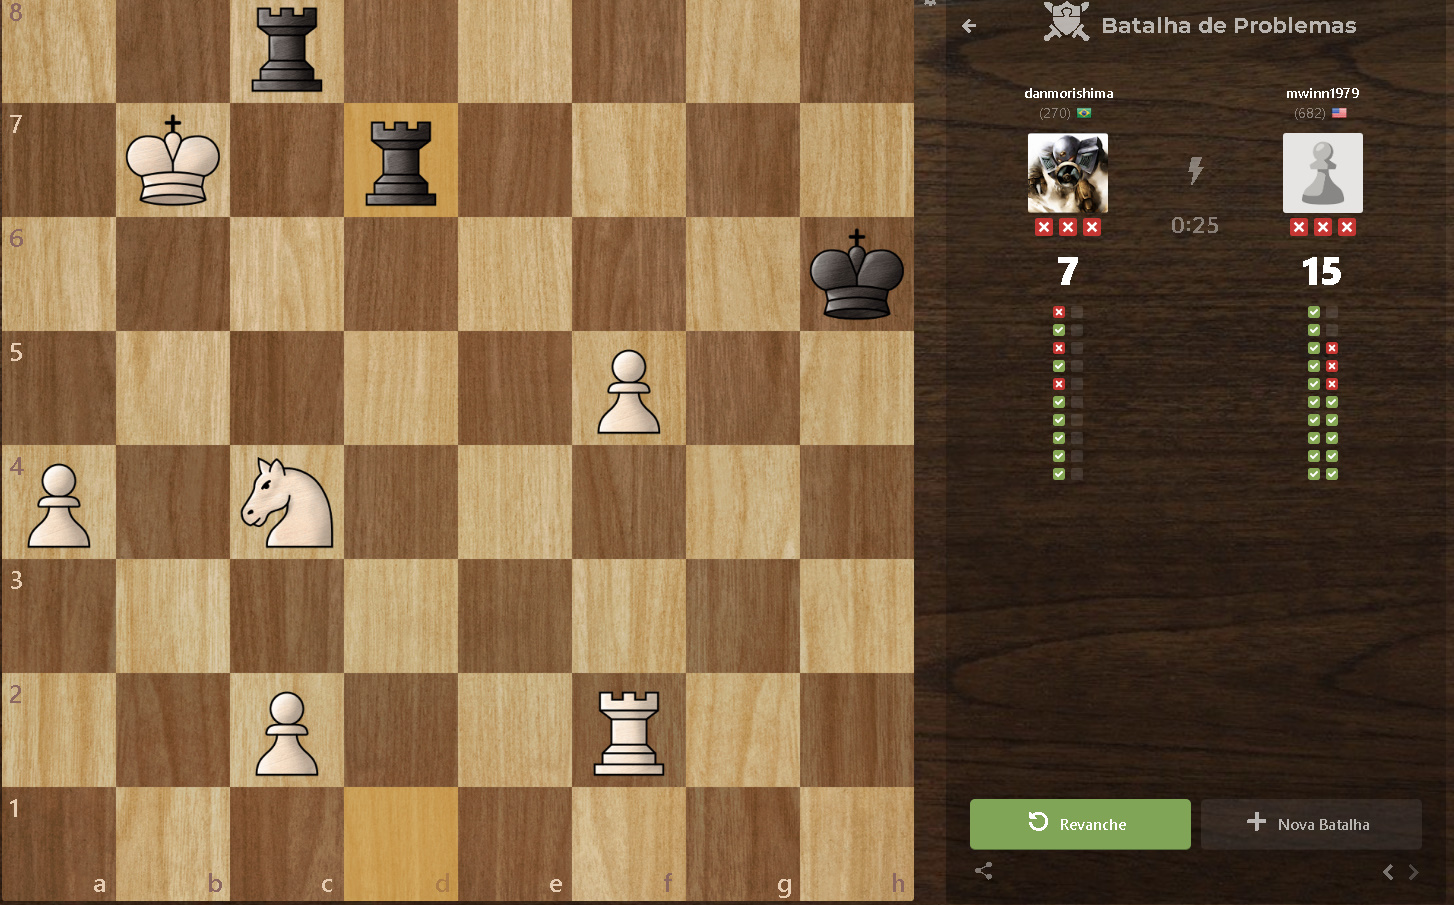 8
7
6
5
4
3
2
1
a b c d e f g h
Batalha de Problemas
danmorishima
(270)
mwinn1979
(682)
0:25
7
15
Revanche
Nova Batalha